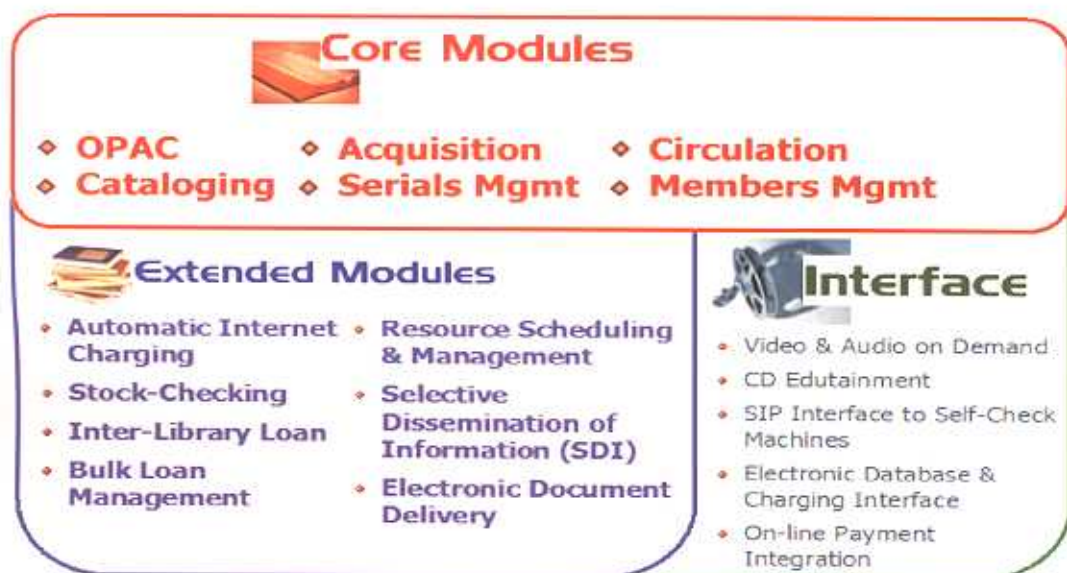 Core Modules
OPAC
Acquisition
Circulation
Cataloging
Serials Mgmt
Members Mgmt
Extended Modules
Automatic Internet
Charging
Stock-Checking
Inter-Library Loan
Bulk Loan
Management
Resource Scheduling
& Management
Selective
Dissemination of
Information (SDI)
Electronic Document
Delivery
Interface
Video & Audio on Demand
CD Edutainment
SIP Interface to Self-Check
Machines
Electronic Database &
Charging Interface
On-line Payment
Integration